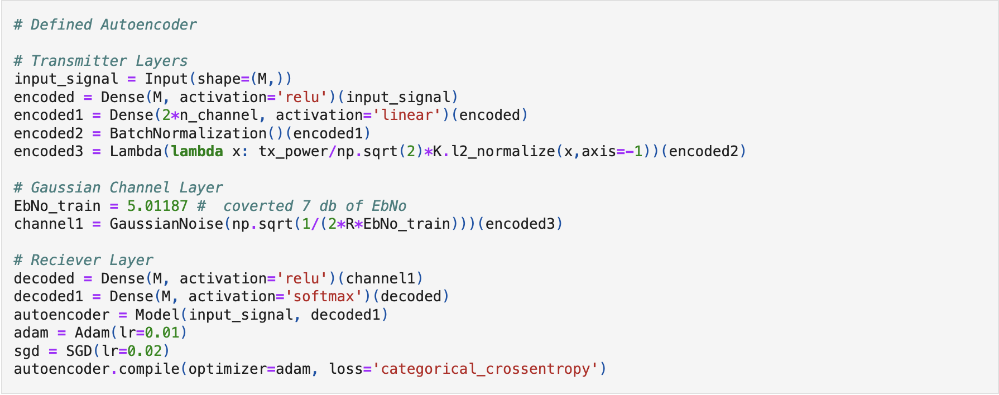 # Defined Autoencoder
# Transmitter Layers
input_signal = Input(shape=(M,))
encoded = Dense(M, activation='relu')(input_signal)
encoded1 = Dense(2*n_channel, activation='linear')(encoded)
encoded2 = BatchNormalization()(encoded1)
encoded3 = Lambda(lambda x: tx_power/np.sqrt(2)*K.l2_normalize(x,axis=-1))(encoded2)
# Gaussian Channel Layer
EbNo_train = 5.01187 #  coverted 7 db of EbNo
channel1 = GaussianNoise(np.sqrt(1/(2*R*EbNo_train)))(encoded3)
# Reciever Layer
decoded = Dense(M, activation='relu')(channel1)
decoded1 = Dense(M, activation='softmax')(decoded)
autoencoder = Model(input_signal, decoded1)
adam = Adam(lr=0.01)
sgd = SGD(lr=0.02)
autoencoder.compile(optimizer=adam, loss='categorical_crossentropy')